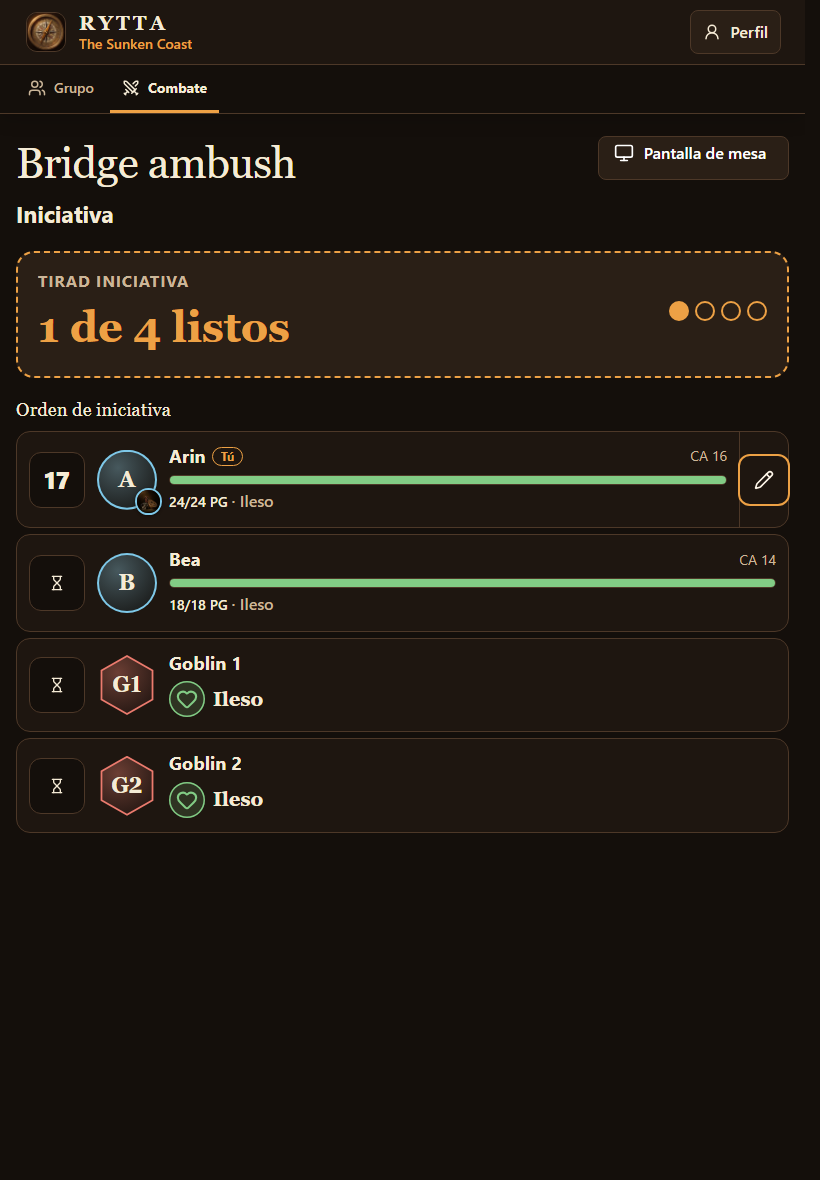 RYTTA
The Sunken Coast
Perfil
Grupo
Combate
Bridge ambush
Pantalla de mesa
Iniciativa
TIRAD INICIATIVA
1 de 4 listos
Orden de iniciativa
17
A
Arin Tú
CA 16
24/24 PG · Ileso
B
Bea
CA 14
18/18 PG · Ileso
G1
Goblin 1
Ileso
G2
Goblin 2
Ileso